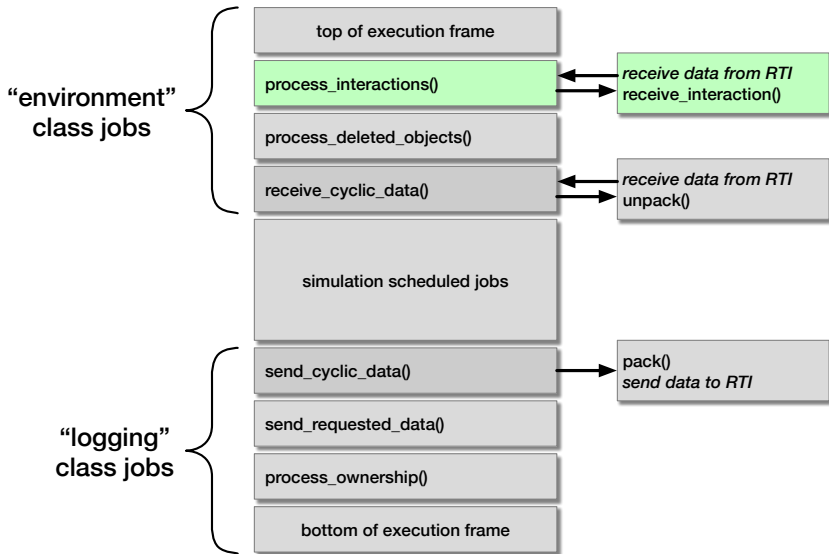 top of execution frame
“environment”
class jobs
process_interactions()
receive data from RTI
receive_interaction()
process_deleted_objects()
receive_cyclic_data()
receive data from RTI
unpack()
simulation scheduled jobs
send_cyclic_data()
pack()
send data to RTI
“logging”
class jobs
send_requested_data()
process_ownership()
bottom of execution frame